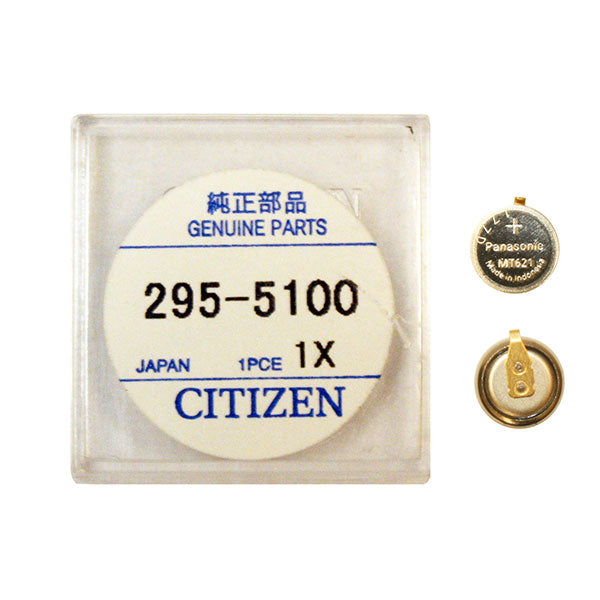 純正部品
GENUINE PARTS
295-5100
JAPAN 1PCE 1X
CITIZEN
+
Panasonic
MT621
Made in Indonesia